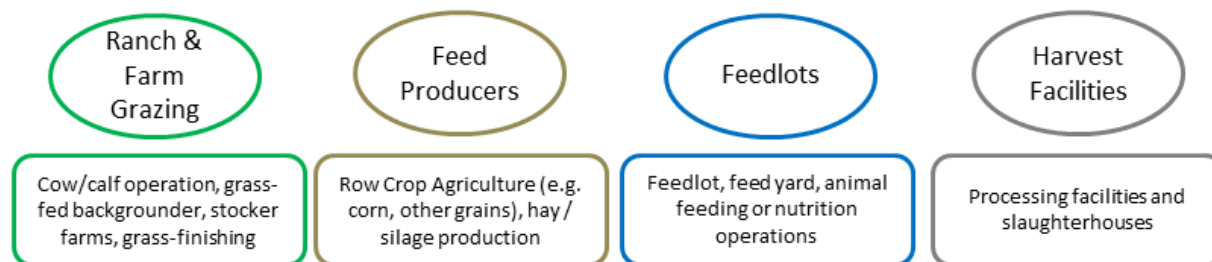 Ranch &
Farm
Grazing
Feed
Producers
Feedlots
Harvest
Facilities
Cow/calf operation, grass-
fed backgrounder, stocker
farms, grass-finishing
Row Crop Agriculture (e.g.
corn, other grains), hay /
silage production
Feedlot, feed yard, animal
feeding or nutrition
operations
Processing facilities and
slaughterhouses